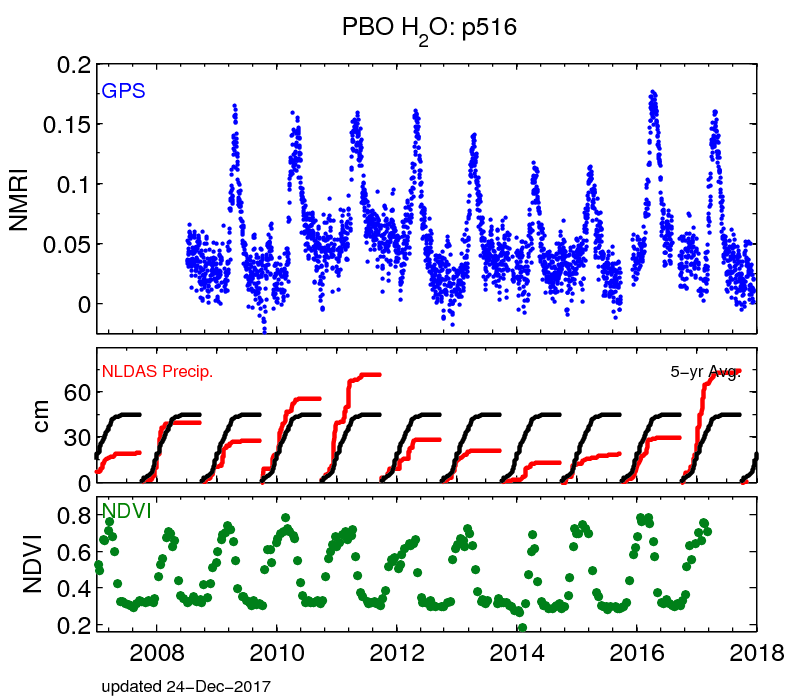 PBO H2O: p516
0.2
GPS
0.15
0.1
NMRI
0.05
0
NLDAS Precip.
5−yr Avg.
60
cm
30
0
NDVI
0.8
0.6
NDVI
0.4
0.2
2008 2010 2012 2014 2016 2018
updated 24−Dec−2017